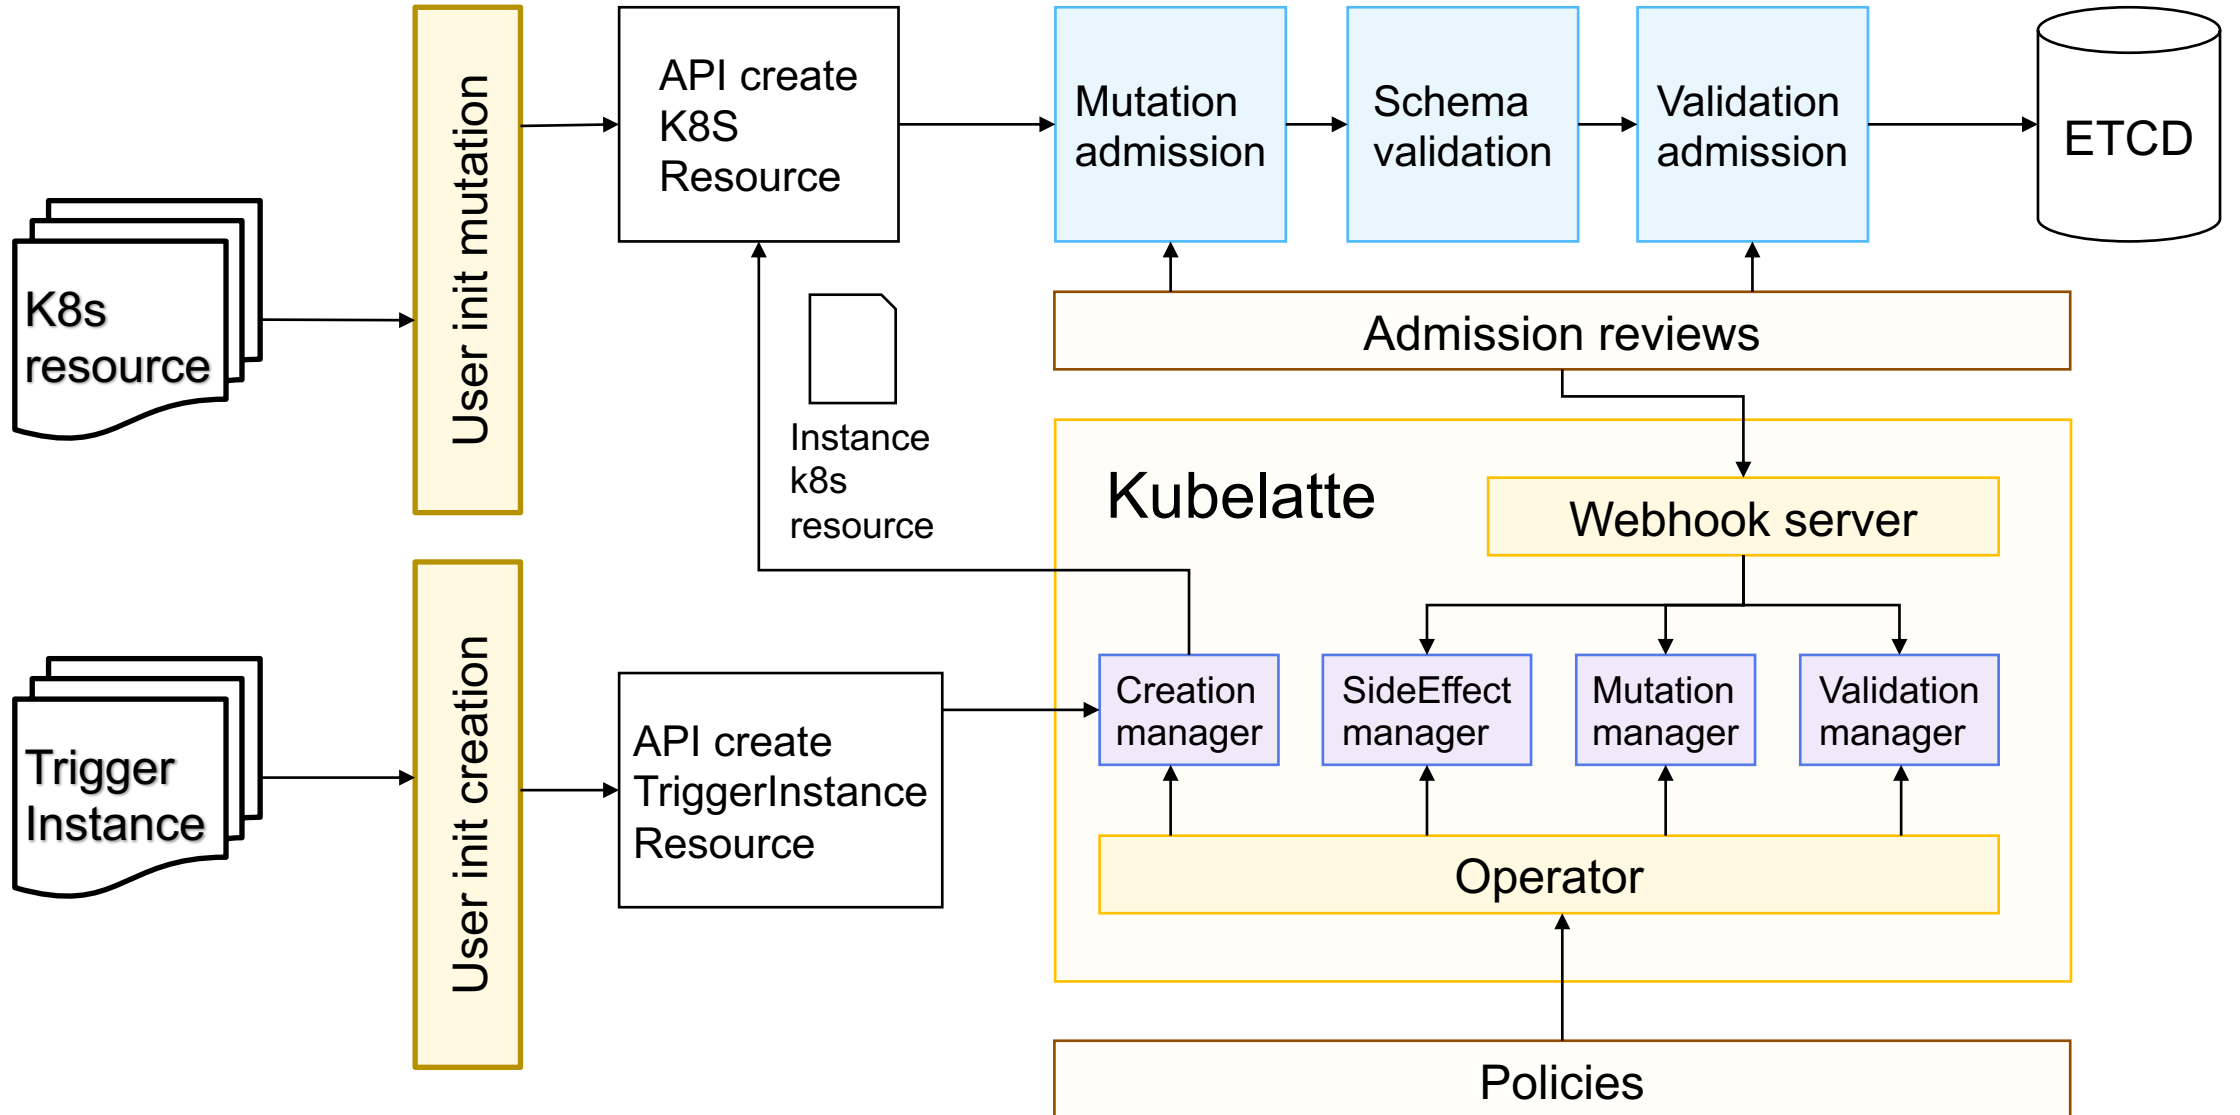 User init mutation
API create
K8S
Resource
Mutation
admission
Schema
validation
Validation
admission
ETCD
K8s
resource
Admission reviews
Instance
k8s
resource
Kubelatte
Webhook server
User init creation
Trigger
Instance
API create
TriggerInstance
Resource
Creation
manager
SideEffect
manager
Mutation
manager
Validation
manager
Operator
Policies